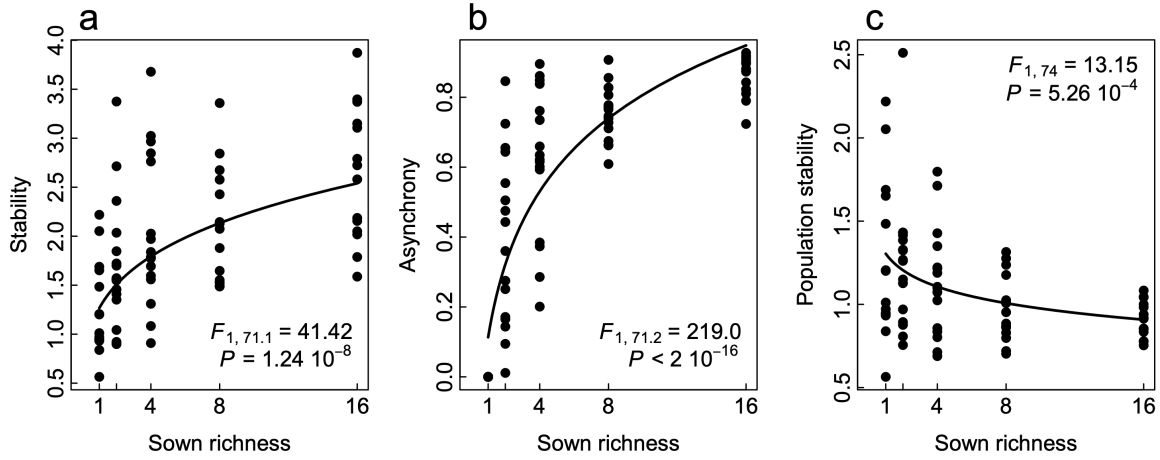 a
4.0
3.5
3.0
2.5
2.0
1.5
1.0
0.5
Stability
F1, 71.1 = 41.42
P = 1.24 10–8
1 2 4 8 16
Sown richness
b
0.8
0.6
0.4
0.2
0.0
Asynchrony
F1, 71.2 = 219.0
P < 2 10–16
1 4 8 16
Sown richness
c
2.5
2.0
1.5
1.0
0.5
Population stability
F1, 74 = 13.15
P = 5.26 10–4
1 4 8 16
Sown richness